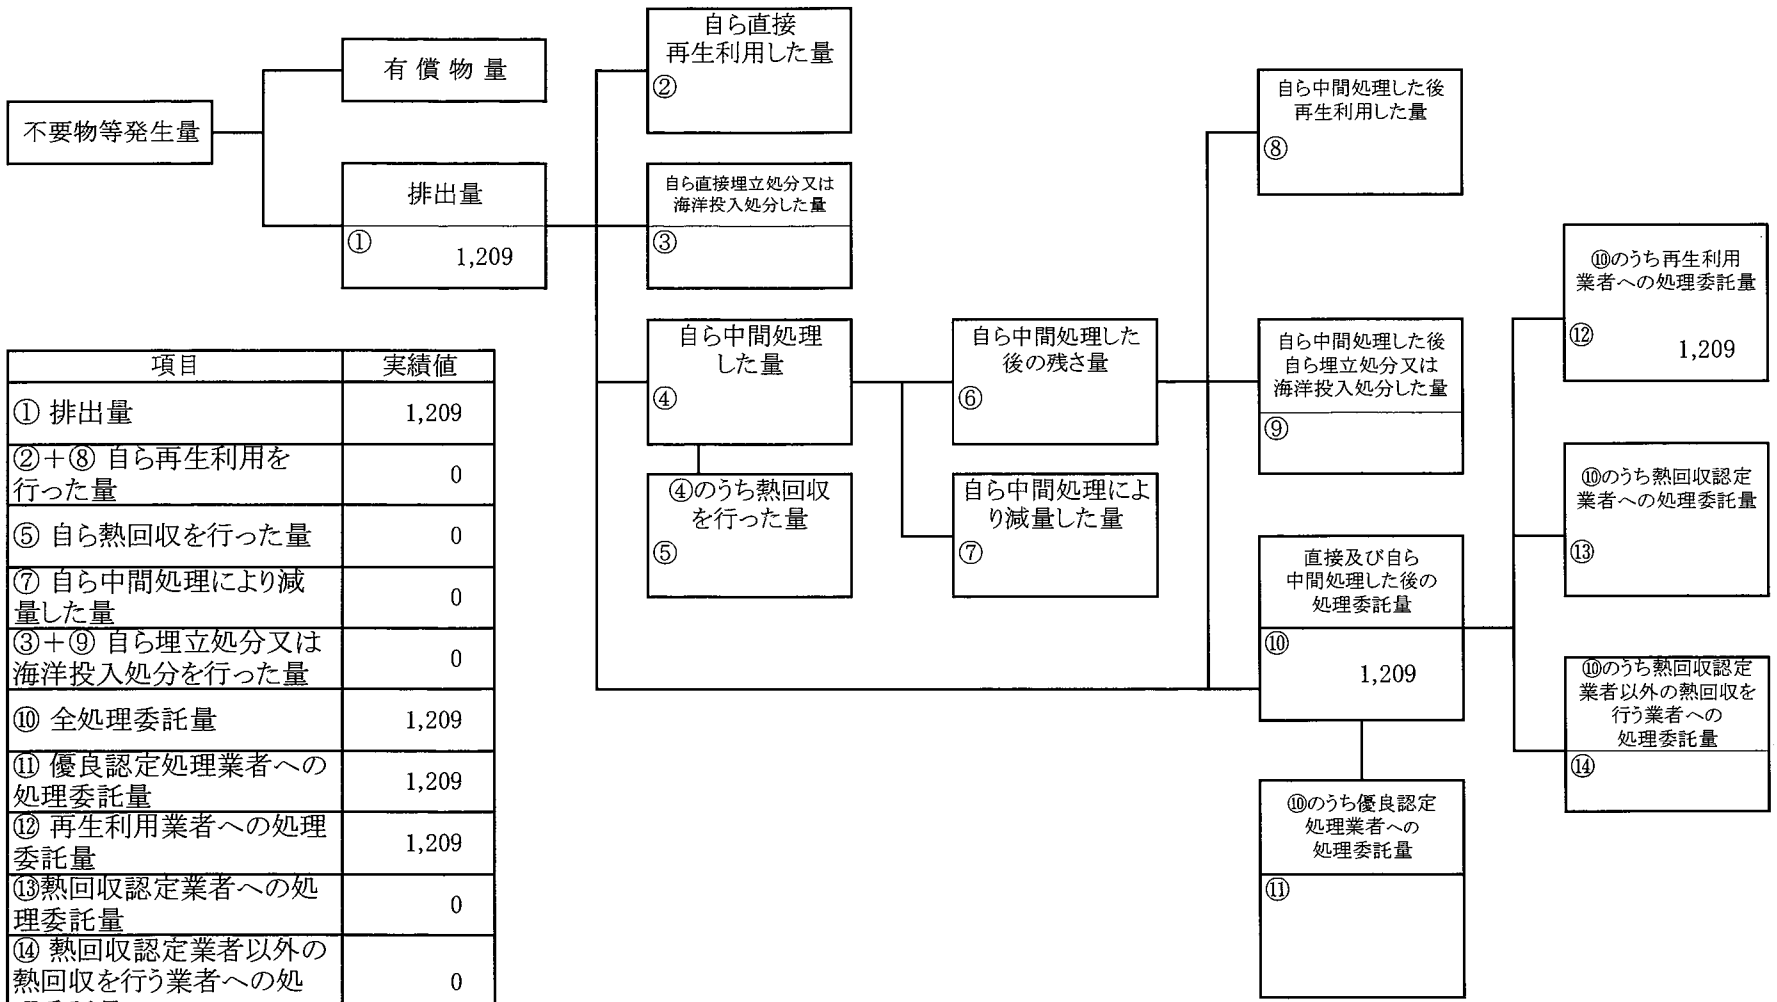 不要物等発生量
有償物量
排出量
①
1,209
自ら直接
再生利用した量
②
自ら直接埋立処分又は
海洋投入処分した量
③
自ら中間処理
した量
④
④のうち熱回収
を行った量
⑤
自ら中間処理した
後の残さ量
⑥
自ら中間処理によ
り減量した量
⑦
自ら中間処理した後
再生利用した量
⑧
自ら中間処理した後
自ら埋立処分又は
海洋投入処分した量
⑨
直接及び自ら
中間処理した後の
処理委託量
⑩
1,209
⑩のうち優良認定
処理業者への
処理委託量
⑪
⑩のうち再生利用
業者への処理委託量
⑫
1,209
⑩のうち熱回収認定
業者への処理委託量
⑬
⑩のうち熱回収認定
業者以外の熱回収を
行う業者への
処理委託量
⑭
項目 実績値
① 排出量 1,209
②+⑧ 自ら再生利用を
行った量 0
⑤ 自ら熱回収を行った量 0
⑦ 自ら中間処理により減
量した量 0
③+⑨ 自ら埋立処分又は
海洋投入処分を行った量 0
⑩ 全処理委託量 1,209
⑪ 優良認定処理業者への
処理委託量 1,209
⑫ 再生利用業者への処理
委託量 1,209
⑬熱回収認定業者への処
理委託量 0
⑭ 熱回収認定業者以外の
熱回収を行う業者への処 0